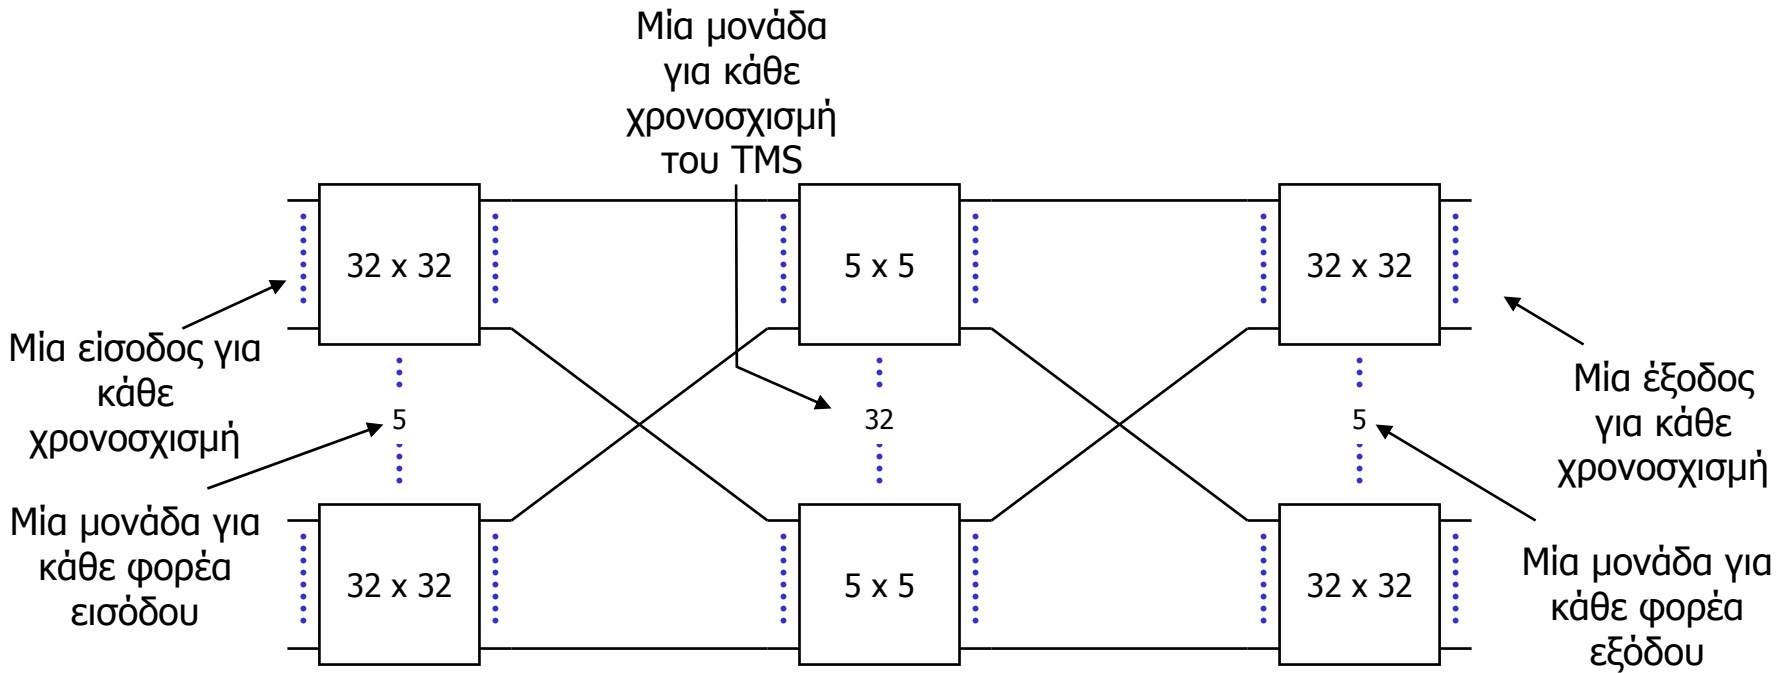 Μία μονάδα
για κάθε
χρονοσχισμή
του TMS
32 x 32
5 x 5
32 x 32
Μία είσοδος για
κάθε
χρονοσχισμή
5
32
5
Μία έξοδος
για κάθε
χρονοσχισμή
Μία μονάδα για
κάθε φορέα
εισόδου
32 x 32
5 x 5
32 x 32
Μία μονάδα για
κάθε φορέα
εξόδου